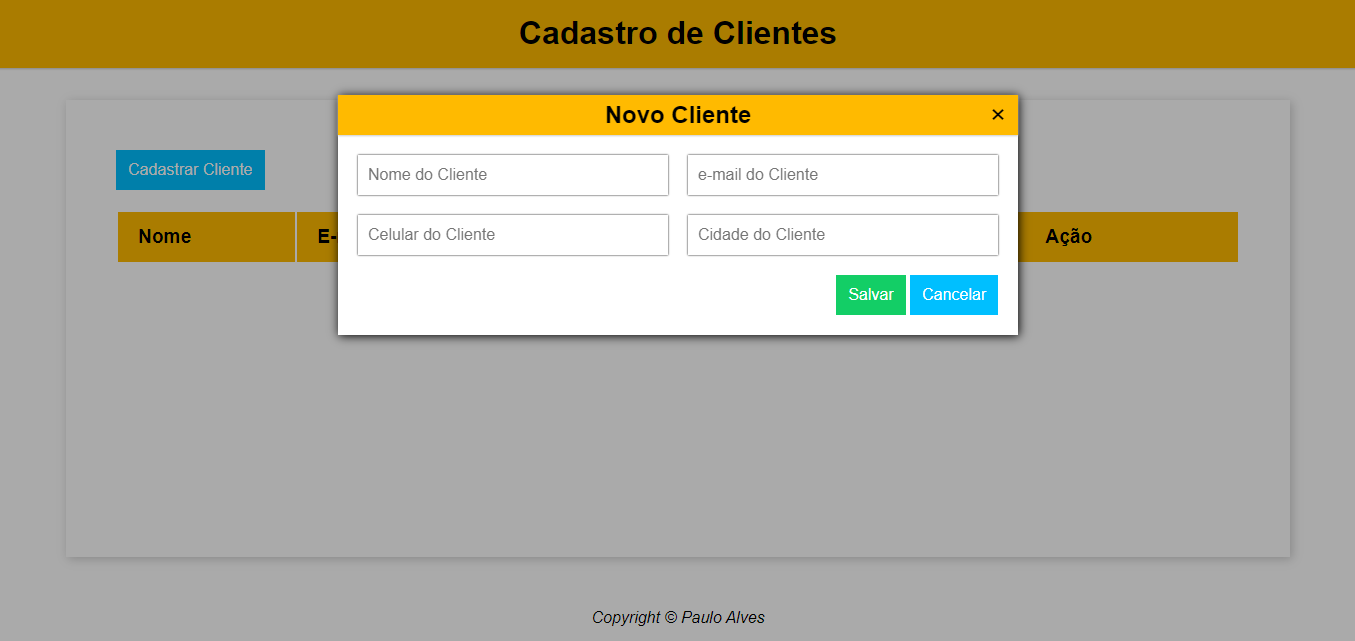 Cadastro de Clientes
Novo Cliente ×
Nome do Cliente e-mail do Cliente
Cadastrar Cliente
Celular do Cliente Cidade do Cliente
Nome E- Ação
Salvar Cancelar
Copyright © Paulo Alves